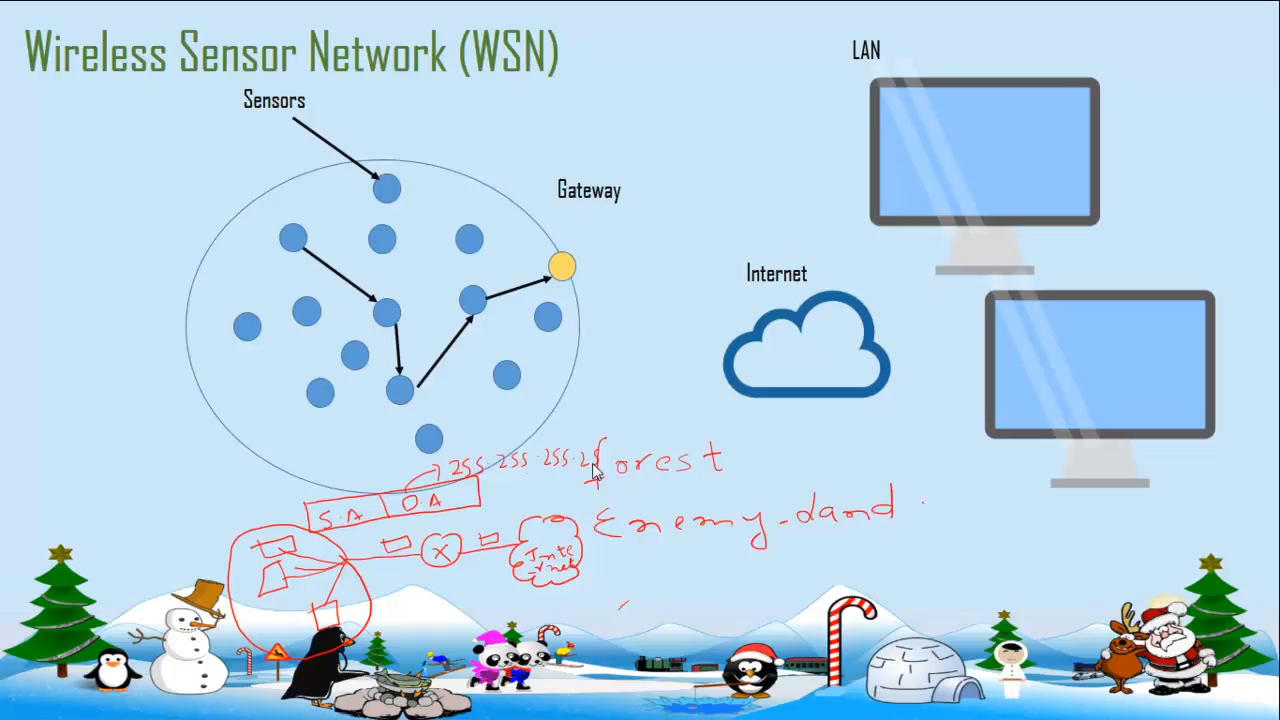 Wireless Sensor Network (WSN)
LAN
Sensors
Gateway
Internet
255.255.255.25
forest
S.A D.A
Enemy-Land
X
Inte
rnet